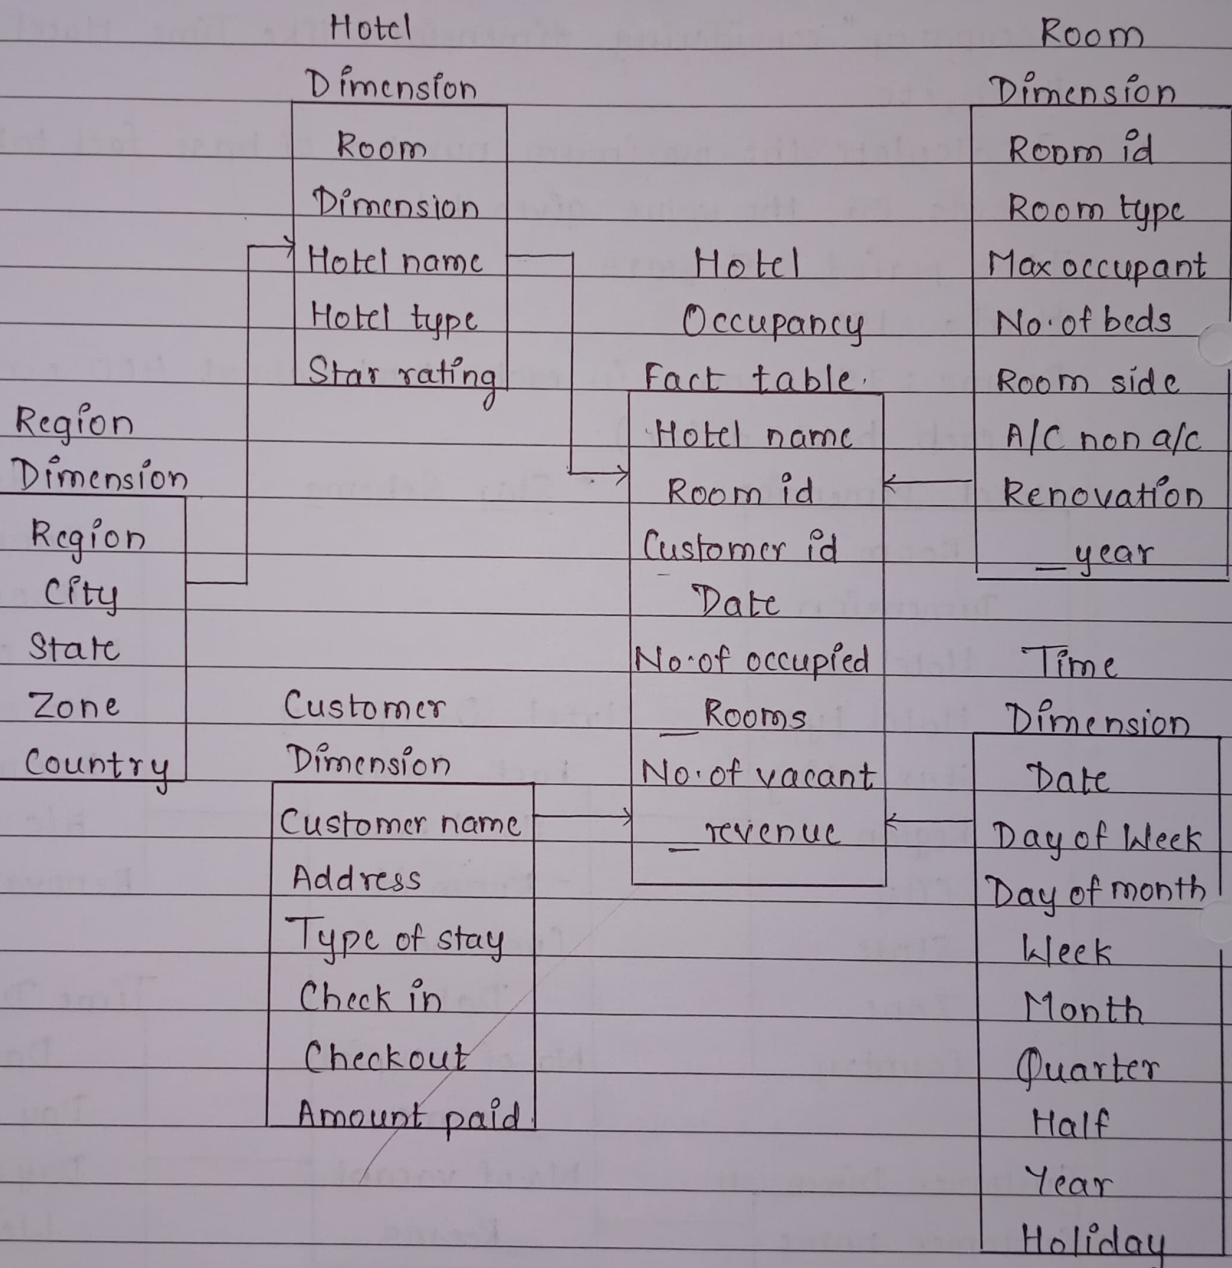 Hotel
Dimension
Room
Dimension
Hotel name
Hotel type
Star rating
Region
Dimension
Region
City
State
Zone
Country
Customer
Dimension
Customer name
Address
Type of stay
Check in
Checkout
Amount paid.
Hotel
Occupancy
Fact table.
Hotel name
Room id
Customer id
Date
No.of occupied
_ Rooms
No.of vacant
_ revenue
Room
Dimension
Room id
Room type
Max occupant
No.of beds
Room side
A/C non a/c
Renovation
_ year
Time
Dimension
Date
Day of Week
Day of month
Week
Month
Quarter
Half
Year
Holiday